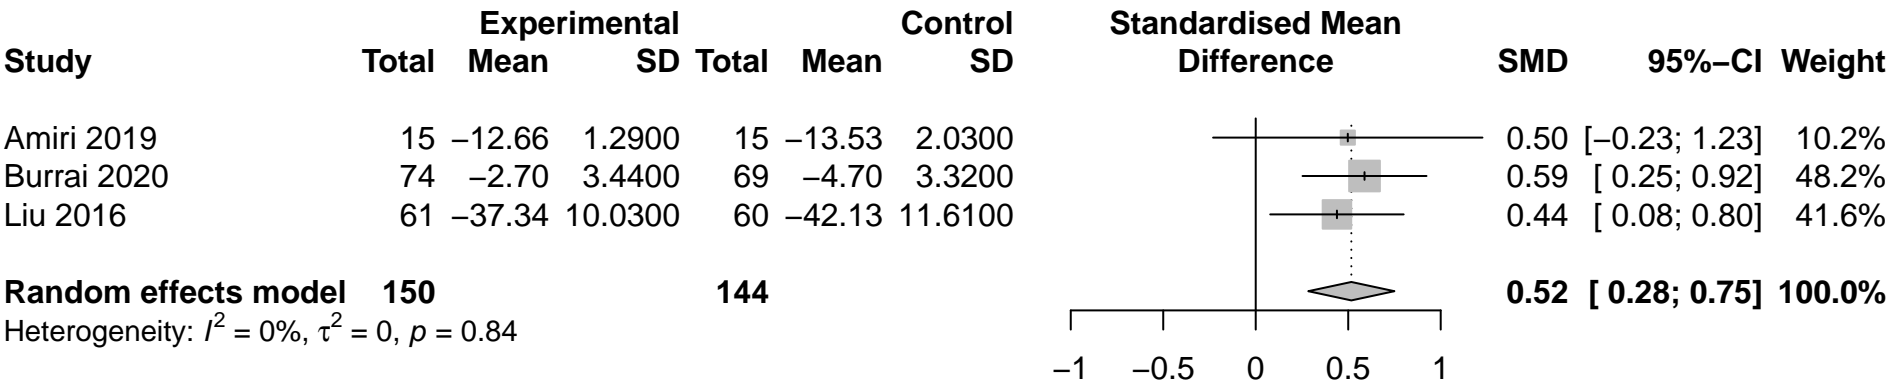 Experimental Control Standardised Mean
Study Total Mean SD Total Mean SD Difference SMD 95%−CI Weight
Amiri 2019 15 −12.66 1.2900 15 −13.53 2.0300 0.50 [−0.23; 1.23] 10.2%
Burrai 2020 74 −2.70 3.4400 69 −4.70 3.3200 0.59 [ 0.25; 0.92] 48.2%
Liu 2016 61 −37.34 10.0300 60 −42.13 11.6100 0.44 [ 0.08; 0.80] 41.6%
Random effects model 150 144 0.52 [ 0.28; 0.75] 100.0%
Heterogeneity: I² = 0%, τ² = 0, p = 0.84
−1 −0.5 0 0.5 1